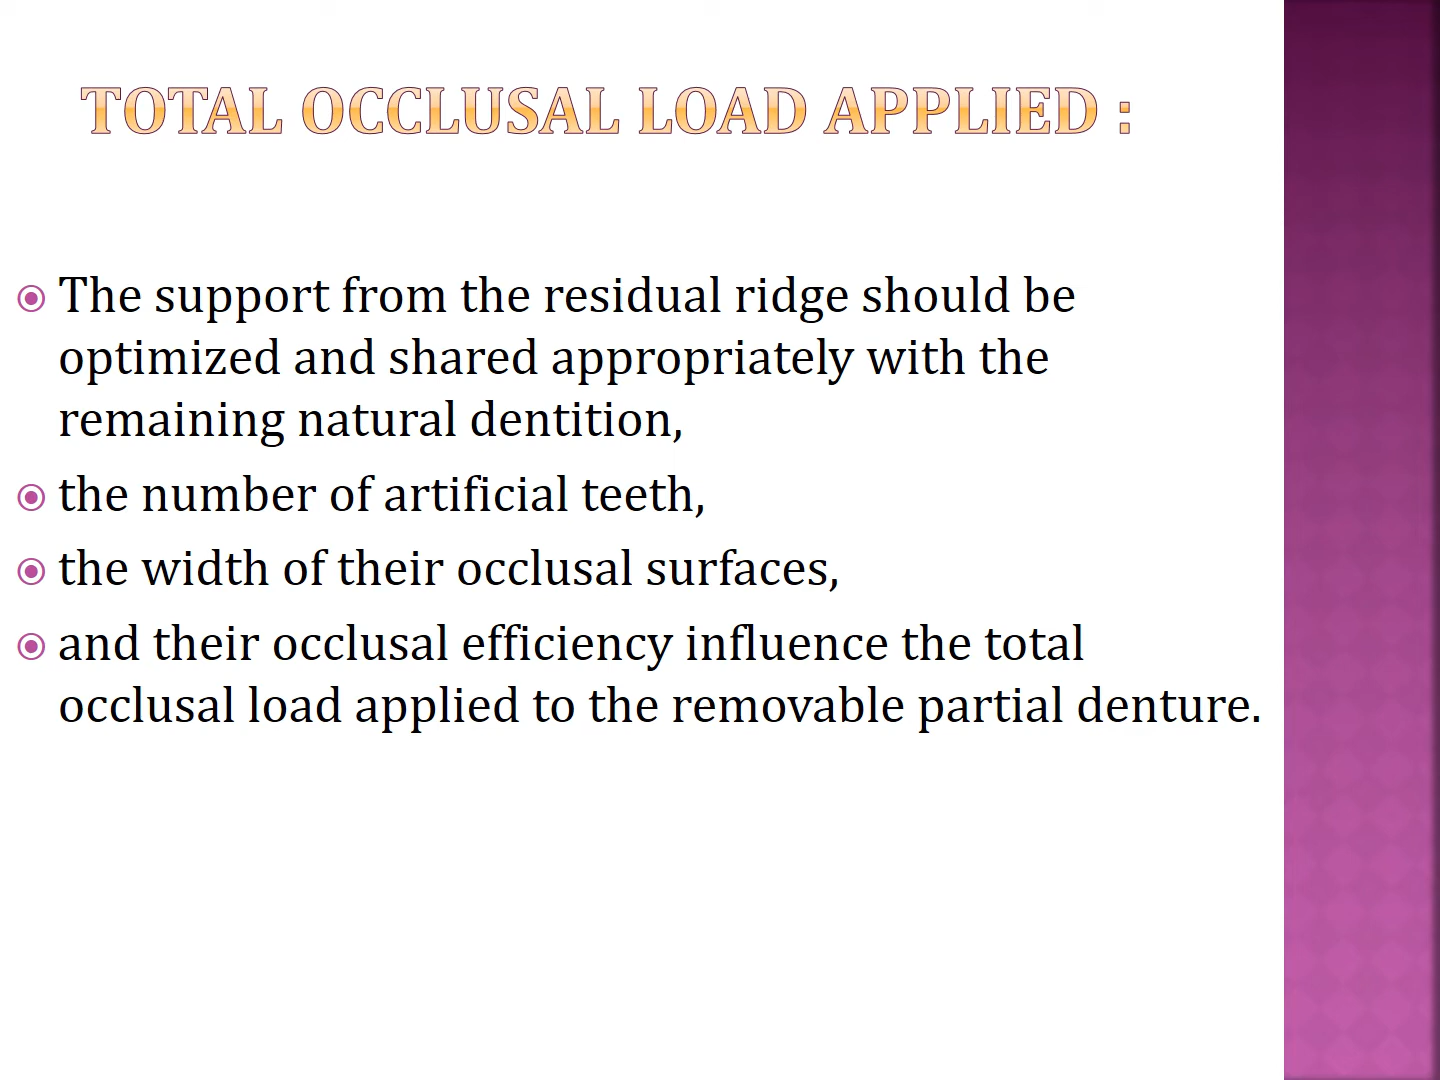 TOTAL OCCLUSAL LOAD APPLIED :
The support from the residual ridge should be
optimized and shared appropriately with the
remaining natural dentition,
the number of artificial teeth,
the width of their occlusal surfaces,
and their occlusal efficiency influence the total
occlusal load applied to the removable partial denture.